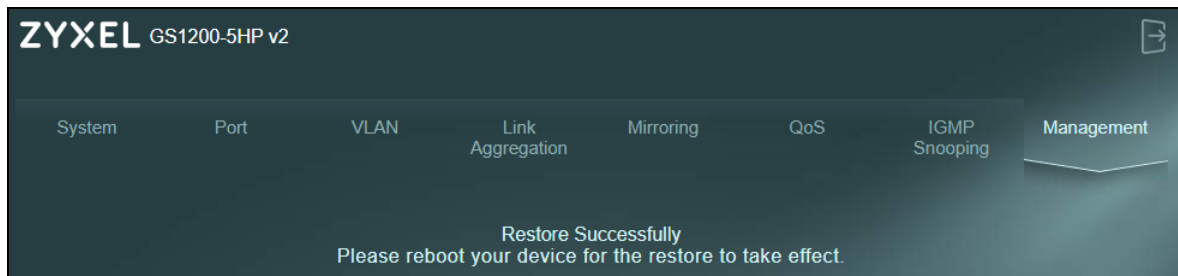 ZYXEL GS1200-5HP v2
System Port VLAN Link Aggregation Mirroring QoS IGMP Snooping Management
Restore Successfully
Please reboot your device for the restore to take effect.